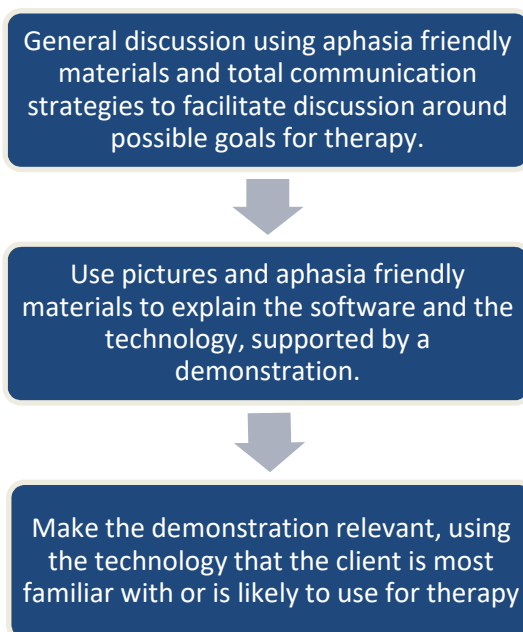 General discussion using aphasia friendly
materials and total communication
strategies to facilitate discussion around
possible goals for therapy.
Use pictures and aphasia friendly
materials to explain the software and the
technology, supported by a
demonstration.
Make the demonstration relevant, using
the technology that the client is most
familiar with or is likely to use for therapy